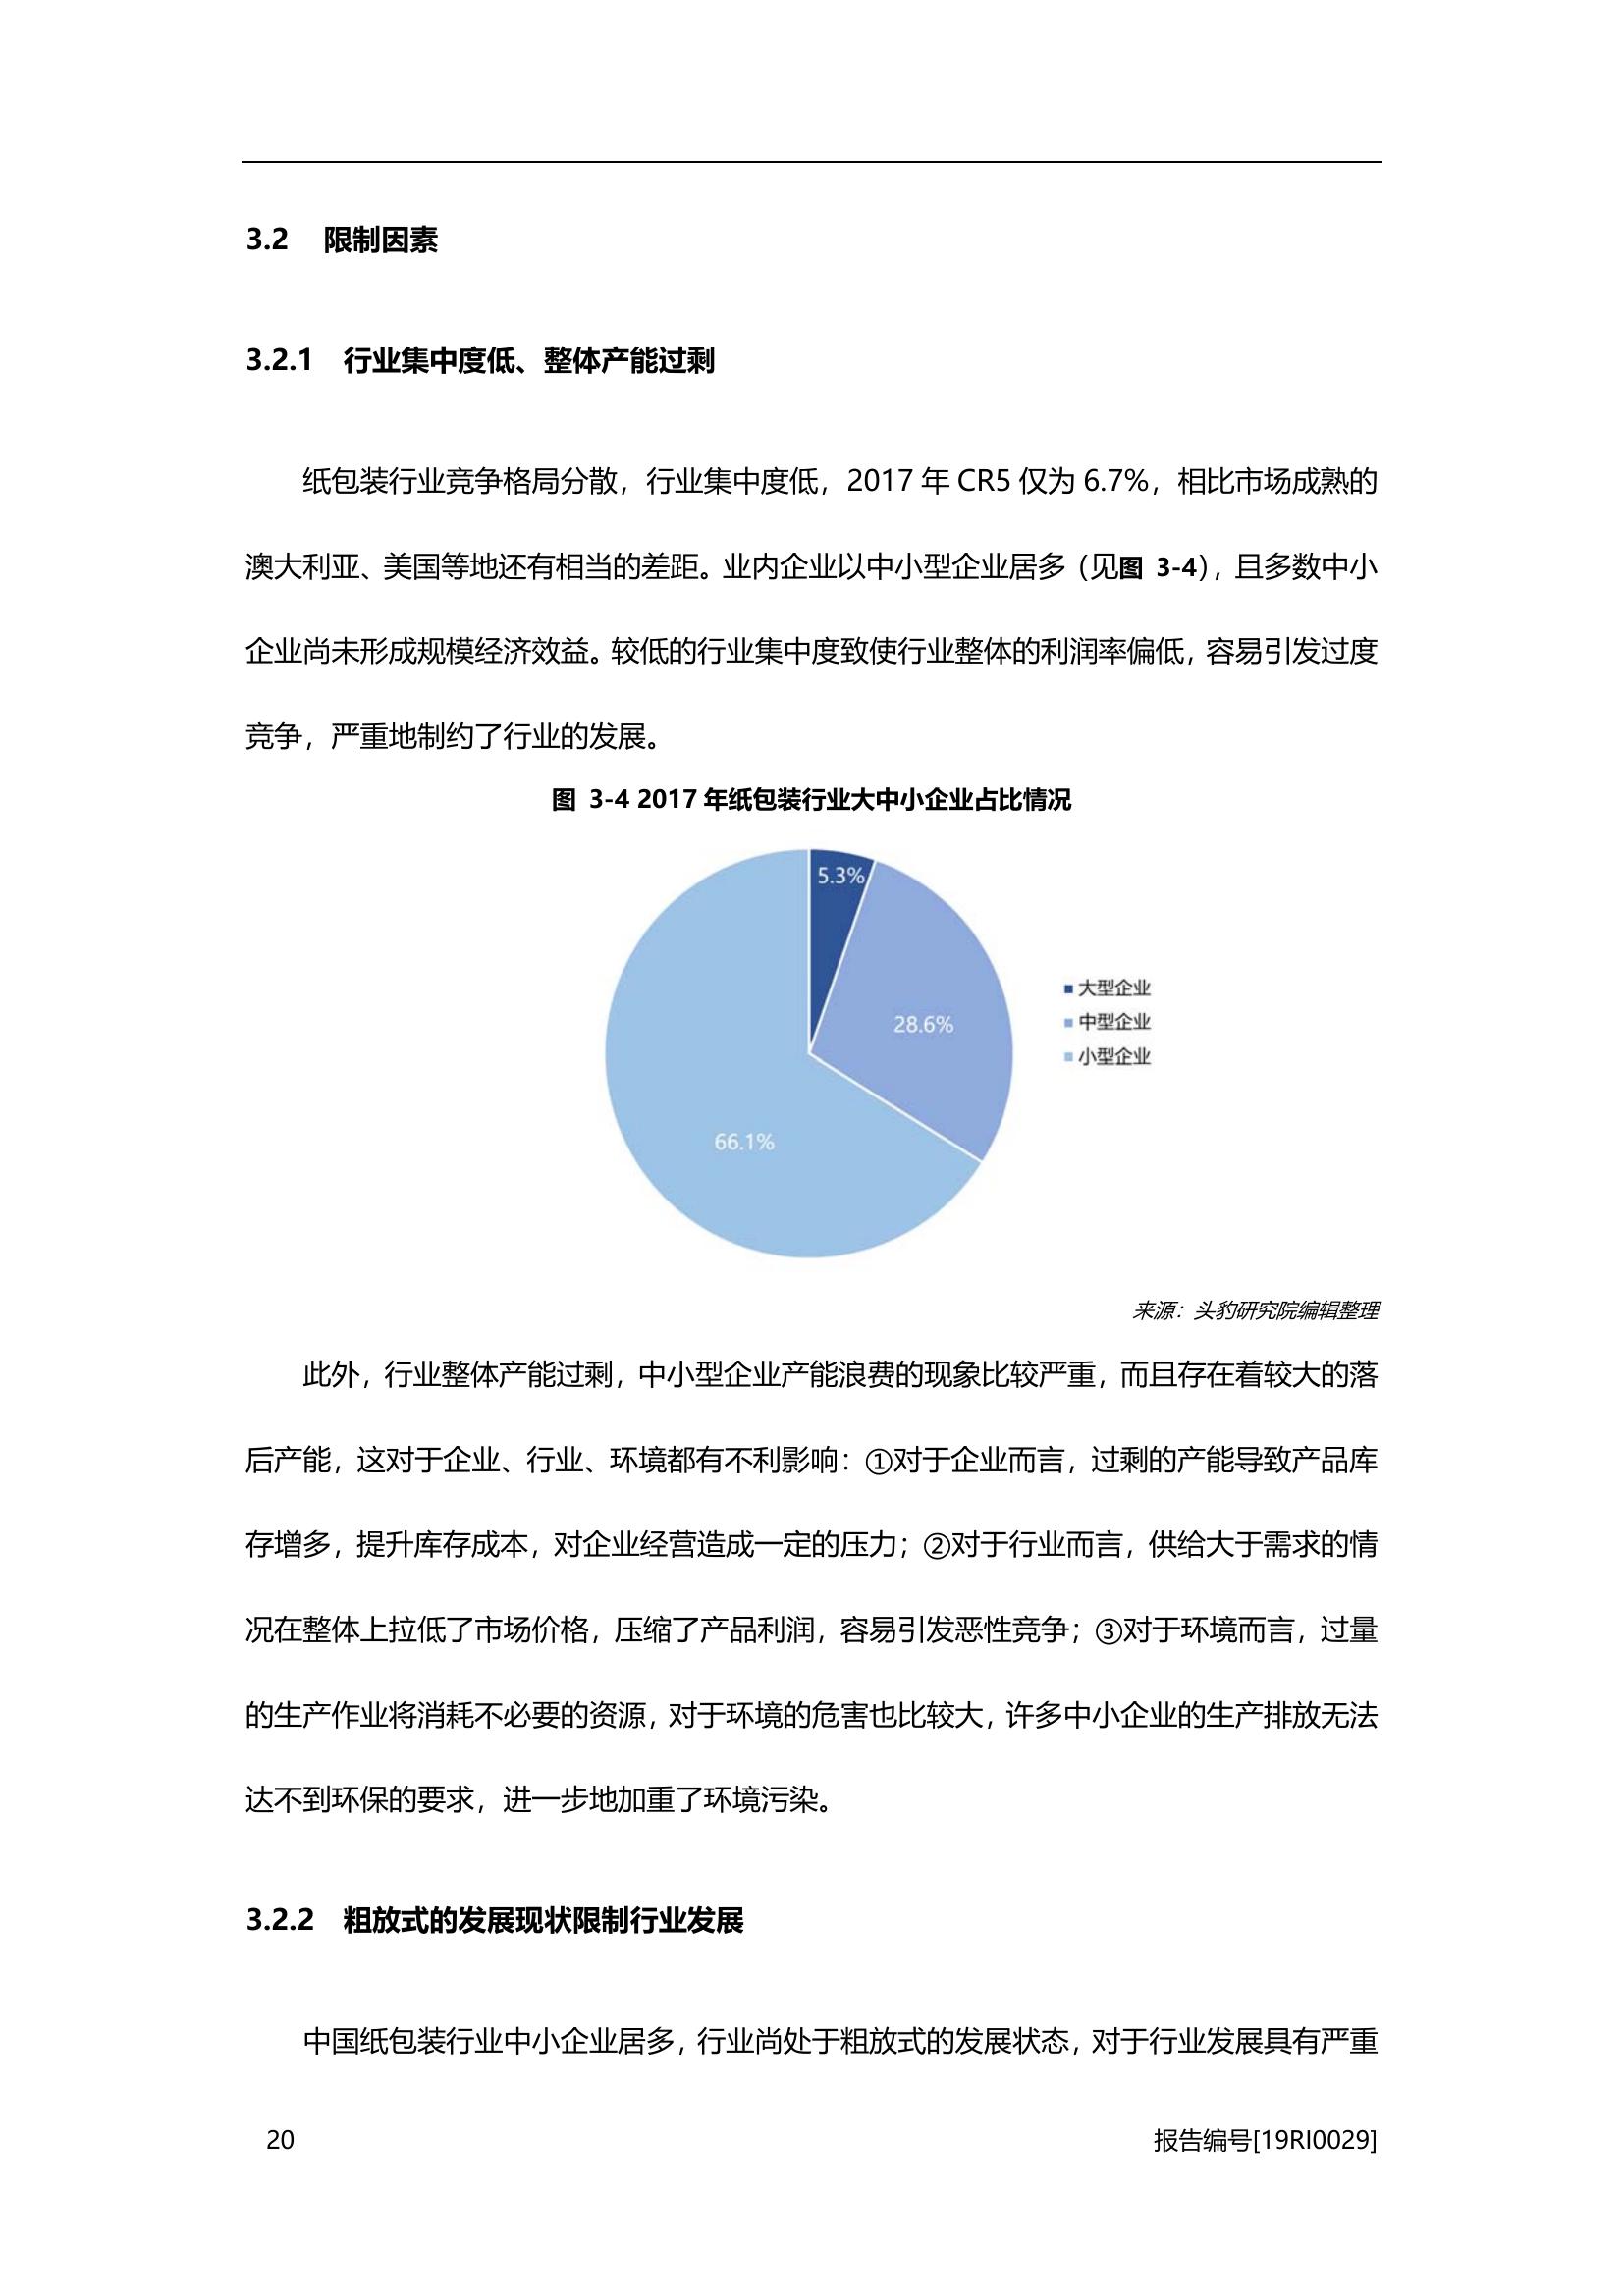 3.2 限制因素
3.2.1 行业集中度低、整体产能过剩
纸包装行业竞争格局分散，行业集中度低，2017 年 CR5 仅为 6.7%，相比市场成熟的
澳大利亚、美国等地还有相当的差距。业内企业以中小型企业居多（见图 3-4），且多数中小
企业尚未形成规模经济效益。较低的行业集中度致使行业整体的利润率偏低，容易引发过度
竞争，严重地制约了行业的发展。
图 3-4 2017 年纸包装行业大中小企业占比情况
5.3%
28.6%
66.1%
大型企业
中型企业
小型企业
来源：头豹研究院编辑整理
此外，行业整体产能过剩，中小型企业产能浪费的现象比较严重，而且存在着较大的落
后产能，这对于企业、行业、环境都有不利影响：①对于企业而言，过剩的产能导致产品库
存增多，提升库存成本，对企业经营造成一定的压力；②对于行业而言，供给大于需求的情
况在整体上拉低了市场价格，压缩了产品利润，容易引发恶性竞争；③对于环境而言，过量
的生产作业将消耗不必要的资源，对于环境的危害也比较大，许多中小企业的生产排放无法
达不到环保的要求，进一步地加重了环境污染。
3.2.2 粗放式的发展现状限制行业发展
中国纸包装行业中小企业居多，行业尚处于粗放式的发展状态，对于行业发展具有严重
20
报告编号[19RI0029]